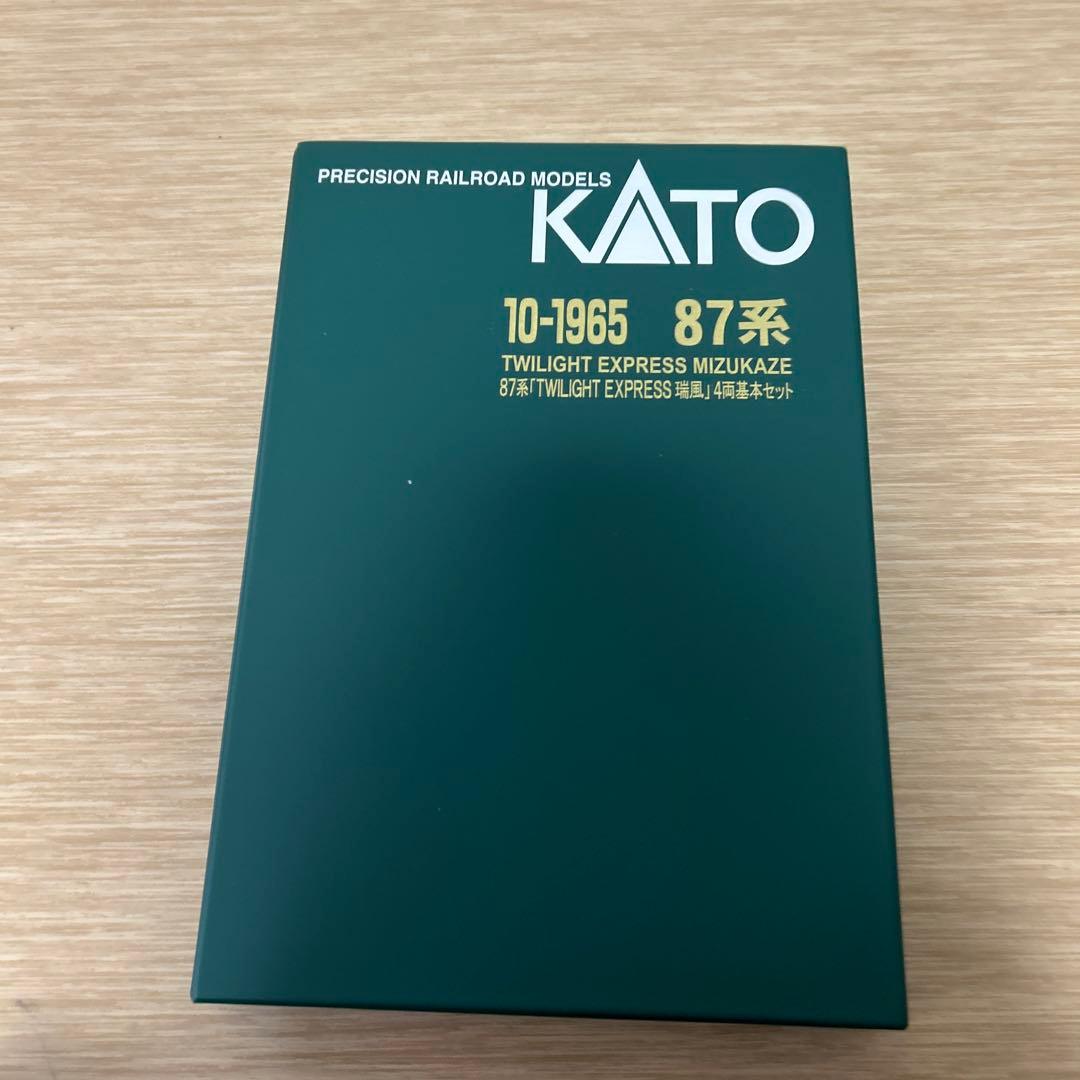 PRECISION RAILROAD MODELS
KATO
10-1965 87系
TWILIGHT EXPRESS MIZUKAZE
87系「TWILIGHT EXPRESS 瑞風」4両基本セット